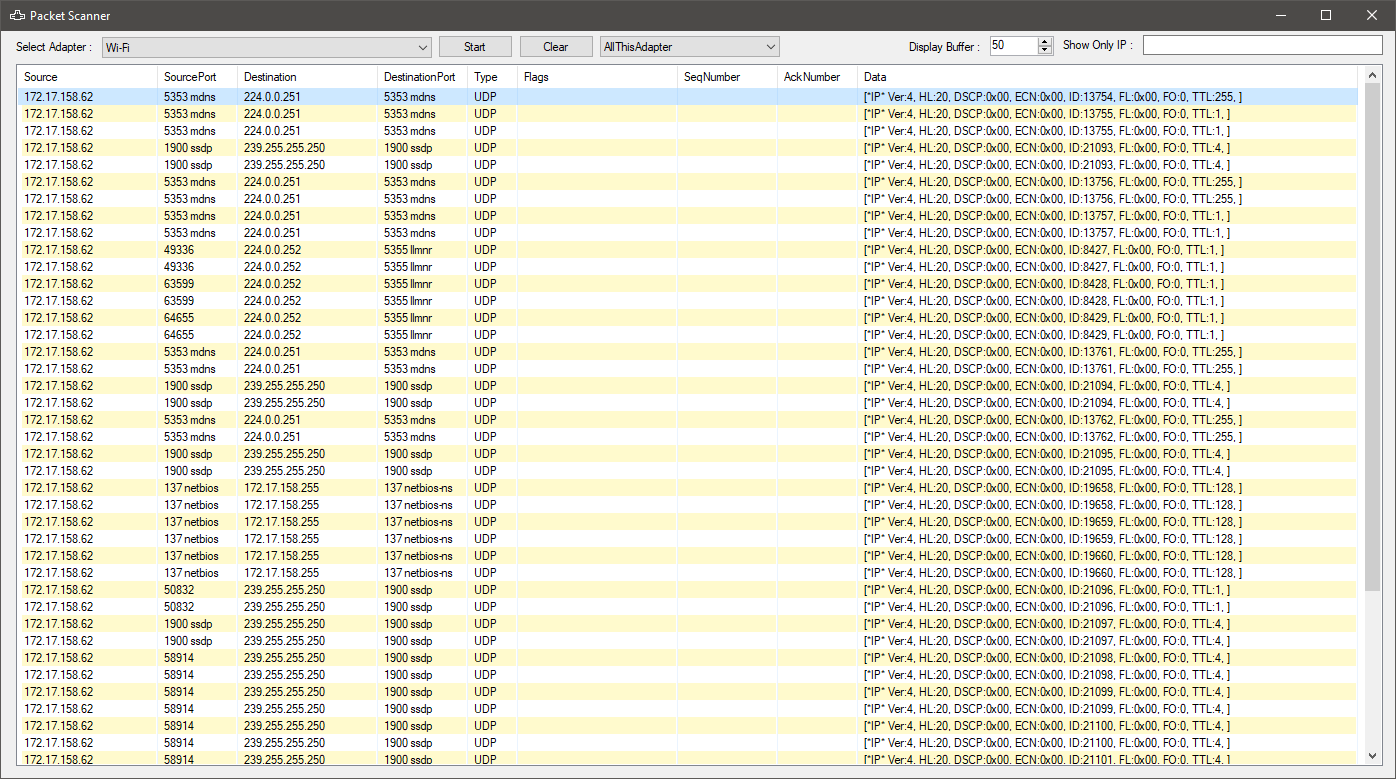 Packet Scanner
Select Adapter : Wi-Fi Start Clear AllThisAdapter Display Buffer : 50 Show Only IP :
Source SourcePort Destination DestinationPort Type Flags SeqNumber AckNumber Data
172.17.158.62 5353 mdns 224.0.0.251 5353 mdns UDP [*IP* Ver:4, HL:20, DSCP:0x00, ECN:0x00, ID:13754, FL:0x00, FO:0, TTL:255, ]
172.17.158.62 5353 mdns 224.0.0.251 5353 mdns UDP [*IP* Ver:4, HL:20, DSCP:0x00, ECN:0x00, ID:13755, FL:0x00, FO:0, TTL:1, ]
172.17.158.62 5353 mdns 224.0.0.251 5353 mdns UDP [*IP* Ver:4, HL:20, DSCP:0x00, ECN:0x00, ID:13755, FL:0x00, FO:0, TTL:1, ]
172.17.158.62 1900 ssdp 239.255.255.250 1900 ssdp UDP [*IP* Ver:4, HL:20, DSCP:0x00, ECN:0x00, ID:21093, FL:0x00, FO:0, TTL:4, ]
172.17.158.62 1900 ssdp 239.255.255.250 1900 ssdp UDP [*IP* Ver:4, HL:20, DSCP:0x00, ECN:0x00, ID:21093, FL:0x00, FO:0, TTL:4, ]
172.17.158.62 5353 mdns 224.0.0.251 5353 mdns UDP [*IP* Ver:4, HL:20, DSCP:0x00, ECN:0x00, ID:13756, FL:0x00, FO:0, TTL:255, ]
172.17.158.62 5353 mdns 224.0.0.251 5353 mdns UDP [*IP* Ver:4, HL:20, DSCP:0x00, ECN:0x00, ID:13756, FL:0x00, FO:0, TTL:255, ]
172.17.158.62 5353 mdns 224.0.0.251 5353 mdns UDP [*IP* Ver:4, HL:20, DSCP:0x00, ECN:0x00, ID:13757, FL:0x00, FO:0, TTL:1, ]
172.17.158.62 5353 mdns 224.0.0.251 5353 mdns UDP [*IP* Ver:4, HL:20, DSCP:0x00, ECN:0x00, ID:13757, FL:0x00, FO:0, TTL:1, ]
172.17.158.62 49336 224.0.0.252 5355 llmnr UDP [*IP* Ver:4, HL:20, DSCP:0x00, ECN:0x00, ID:8427, FL:0x00, FO:0, TTL:1, ]
172.17.158.62 49336 224.0.0.252 5355 llmnr UDP [*IP* Ver:4, HL:20, DSCP:0x00, ECN:0x00, ID:8427, FL:0x00, FO:0, TTL:1, ]
172.17.158.62 63599 224.0.0.252 5355 llmnr UDP [*IP* Ver:4, HL:20, DSCP:0x00, ECN:0x00, ID:8428, FL:0x00, FO:0, TTL:1, ]
172.17.158.62 63599 224.0.0.252 5355 llmnr UDP [*IP* Ver:4, HL:20, DSCP:0x00, ECN:0x00, ID:8428, FL:0x00, FO:0, TTL:1, ]
172.17.158.62 64655 224.0.0.252 5355 llmnr UDP [*IP* Ver:4, HL:20, DSCP:0x00, ECN:0x00, ID:8429, FL:0x00, FO:0, TTL:1, ]
172.17.158.62 64655 224.0.0.252 5355 llmnr UDP [*IP* Ver:4, HL:20, DSCP:0x00, ECN:0x00, ID:8429, FL:0x00, FO:0, TTL:1, ]
172.17.158.62 5353 mdns 224.0.0.251 5353 mdns UDP [*IP* Ver:4, HL:20, DSCP:0x00, ECN:0x00, ID:13761, FL:0x00, FO:0, TTL:255, ]
172.17.158.62 5353 mdns 224.0.0.251 5353 mdns UDP [*IP* Ver:4, HL:20, DSCP:0x00, ECN:0x00, ID:13761, FL:0x00, FO:0, TTL:255, ]
172.17.158.62 1900 ssdp 239.255.255.250 1900 ssdp UDP [*IP* Ver:4, HL:20, DSCP:0x00, ECN:0x00, ID:21094, FL:0x00, FO:0, TTL:4, ]
172.17.158.62 1900 ssdp 239.255.255.250 1900 ssdp UDP [*IP* Ver:4, HL:20, DSCP:0x00, ECN:0x00, ID:21094, FL:0x00, FO:0, TTL:4, ]
172.17.158.62 5353 mdns 224.0.0.251 5353 mdns UDP [*IP* Ver:4, HL:20, DSCP:0x00, ECN:0x00, ID:13762, FL:0x00, FO:0, TTL:255, ]
172.17.158.62 5353 mdns 224.0.0.251 5353 mdns UDP [*IP* Ver:4, HL:20, DSCP:0x00, ECN:0x00, ID:13762, FL:0x00, FO:0, TTL:255, ]
172.17.158.62 1900 ssdp 239.255.255.250 1900 ssdp UDP [*IP* Ver:4, HL:20, DSCP:0x00, ECN:0x00, ID:21095, FL:0x00, FO:0, TTL:4, ]
172.17.158.62 1900 ssdp 239.255.255.250 1900 ssdp UDP [*IP* Ver:4, HL:20, DSCP:0x00, ECN:0x00, ID:21095, FL:0x00, FO:0, TTL:4, ]
172.17.158.62 137 netbios 172.17.158.255 137 netbios-ns UDP [*IP* Ver:4, HL:20, DSCP:0x00, ECN:0x00, ID:19658, FL:0x00, FO:0, TTL:128, ]
172.17.158.62 137 netbios 172.17.158.255 137 netbios-ns UDP [*IP* Ver:4, HL:20, DSCP:0x00, ECN:0x00, ID:19658, FL:0x00, FO:0, TTL:128, ]
172.17.158.62 137 netbios 172.17.158.255 137 netbios-ns UDP [*IP* Ver:4, HL:20, DSCP:0x00, ECN:0x00, ID:19659, FL:0x00, FO:0, TTL:128, ]
172.17.158.62 137 netbios 172.17.158.255 137 netbios-ns UDP [*IP* Ver:4, HL:20, DSCP:0x00, ECN:0x00, ID:19659, FL:0x00, FO:0, TTL:128, ]
172.17.158.62 137 netbios 172.17.158.255 137 netbios-ns UDP [*IP* Ver:4, HL:20, DSCP:0x00, ECN:0x00, ID:19660, FL:0x00, FO:0, TTL:128, ]
172.17.158.62 137 netbios 172.17.158.255 137 netbios-ns UDP [*IP* Ver:4, HL:20, DSCP:0x00, ECN:0x00, ID:19660, FL:0x00, FO:0, TTL:128, ]
172.17.158.62 50832 239.255.255.250 1900 ssdp UDP [*IP* Ver:4, HL:20, DSCP:0x00, ECN:0x00, ID:21096, FL:0x00, FO:0, TTL:1, ]
172.17.158.62 50832 239.255.255.250 1900 ssdp UDP [*IP* Ver:4, HL:20, DSCP:0x00, ECN:0x00, ID:21096, FL:0x00, FO:0, TTL:1, ]
172.17.158.62 1900 ssdp 239.255.255.250 1900 ssdp UDP [*IP* Ver:4, HL:20, DSCP:0x00, ECN:0x00, ID:21097, FL:0x00, FO:0, TTL:4, ]
172.17.158.62 1900 ssdp 239.255.255.250 1900 ssdp UDP [*IP* Ver:4, HL:20, DSCP:0x00, ECN:0x00, ID:21097, FL:0x00, FO:0, TTL:4, ]
172.17.158.62 58914 239.255.255.250 1900 ssdp UDP [*IP* Ver:4, HL:20, DSCP:0x00, ECN:0x00, ID:21098, FL:0x00, FO:0, TTL:4, ]
172.17.158.62 58914 239.255.255.250 1900 ssdp UDP [*IP* Ver:4, HL:20, DSCP:0x00, ECN:0x00, ID:21098, FL:0x00, FO:0, TTL:4, ]
172.17.158.62 58914 239.255.255.250 1900 ssdp UDP [*IP* Ver:4, HL:20, DSCP:0x00, ECN:0x00, ID:21099, FL:0x00, FO:0, TTL:4, ]
172.17.158.62 58914 239.255.255.250 1900 ssdp UDP [*IP* Ver:4, HL:20, DSCP:0x00, ECN:0x00, ID:21099, FL:0x00, FO:0, TTL:4, ]
172.17.158.62 58914 239.255.255.250 1900 ssdp UDP [*IP* Ver:4, HL:20, DSCP:0x00, ECN:0x00, ID:21100, FL:0x00, FO:0, TTL:4, ]
172.17.158.62 58914 239.255.255.250 1900 ssdp UDP [*IP* Ver:4, HL:20, DSCP:0x00, ECN:0x00, ID:21100, FL:0x00, FO:0, TTL:4, ]
172.17.158.62 58914 239.255.255.250 1900 ssdp UDP [*IP* Ver:4, HL:20, DSCP:0x00, ECN:0x00, ID:21101, FL:0x00, FO:0, TTL:4, ]